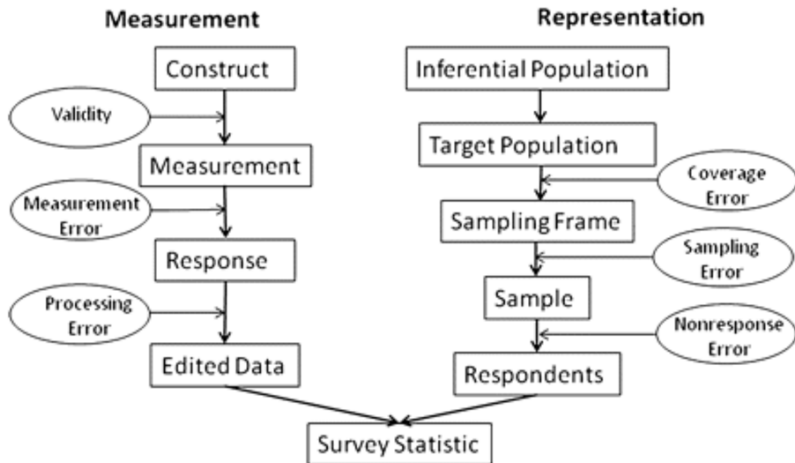 Measurement
Construct
Validity
Measurement
Measurement
Error
Response
Processing
Error
Edited Data
Representation
Inferential Population
Target Population
Coverage
Error
Sampling Frame
Sampling
Error
Sample
Nonresponse
Error
Respondents
Survey Statistic